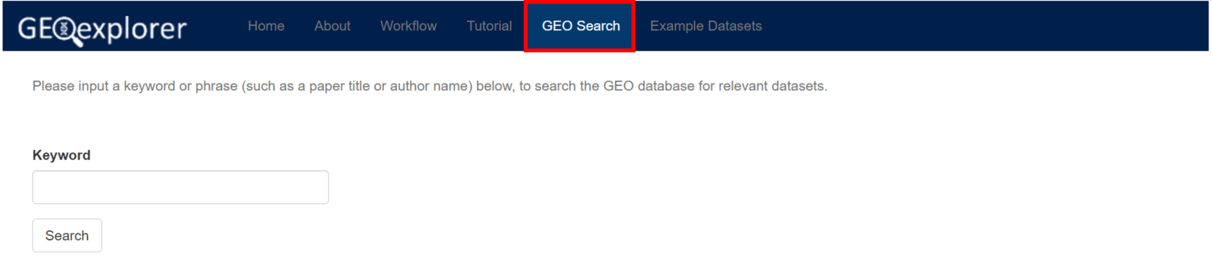 GEOexplorer Home About Workflow Tutorial GEO Search Example Datasets
Please input a keyword or phrase (such as a paper title or author name) below, to search the GEO database for relevant datasets.
Keyword
Search